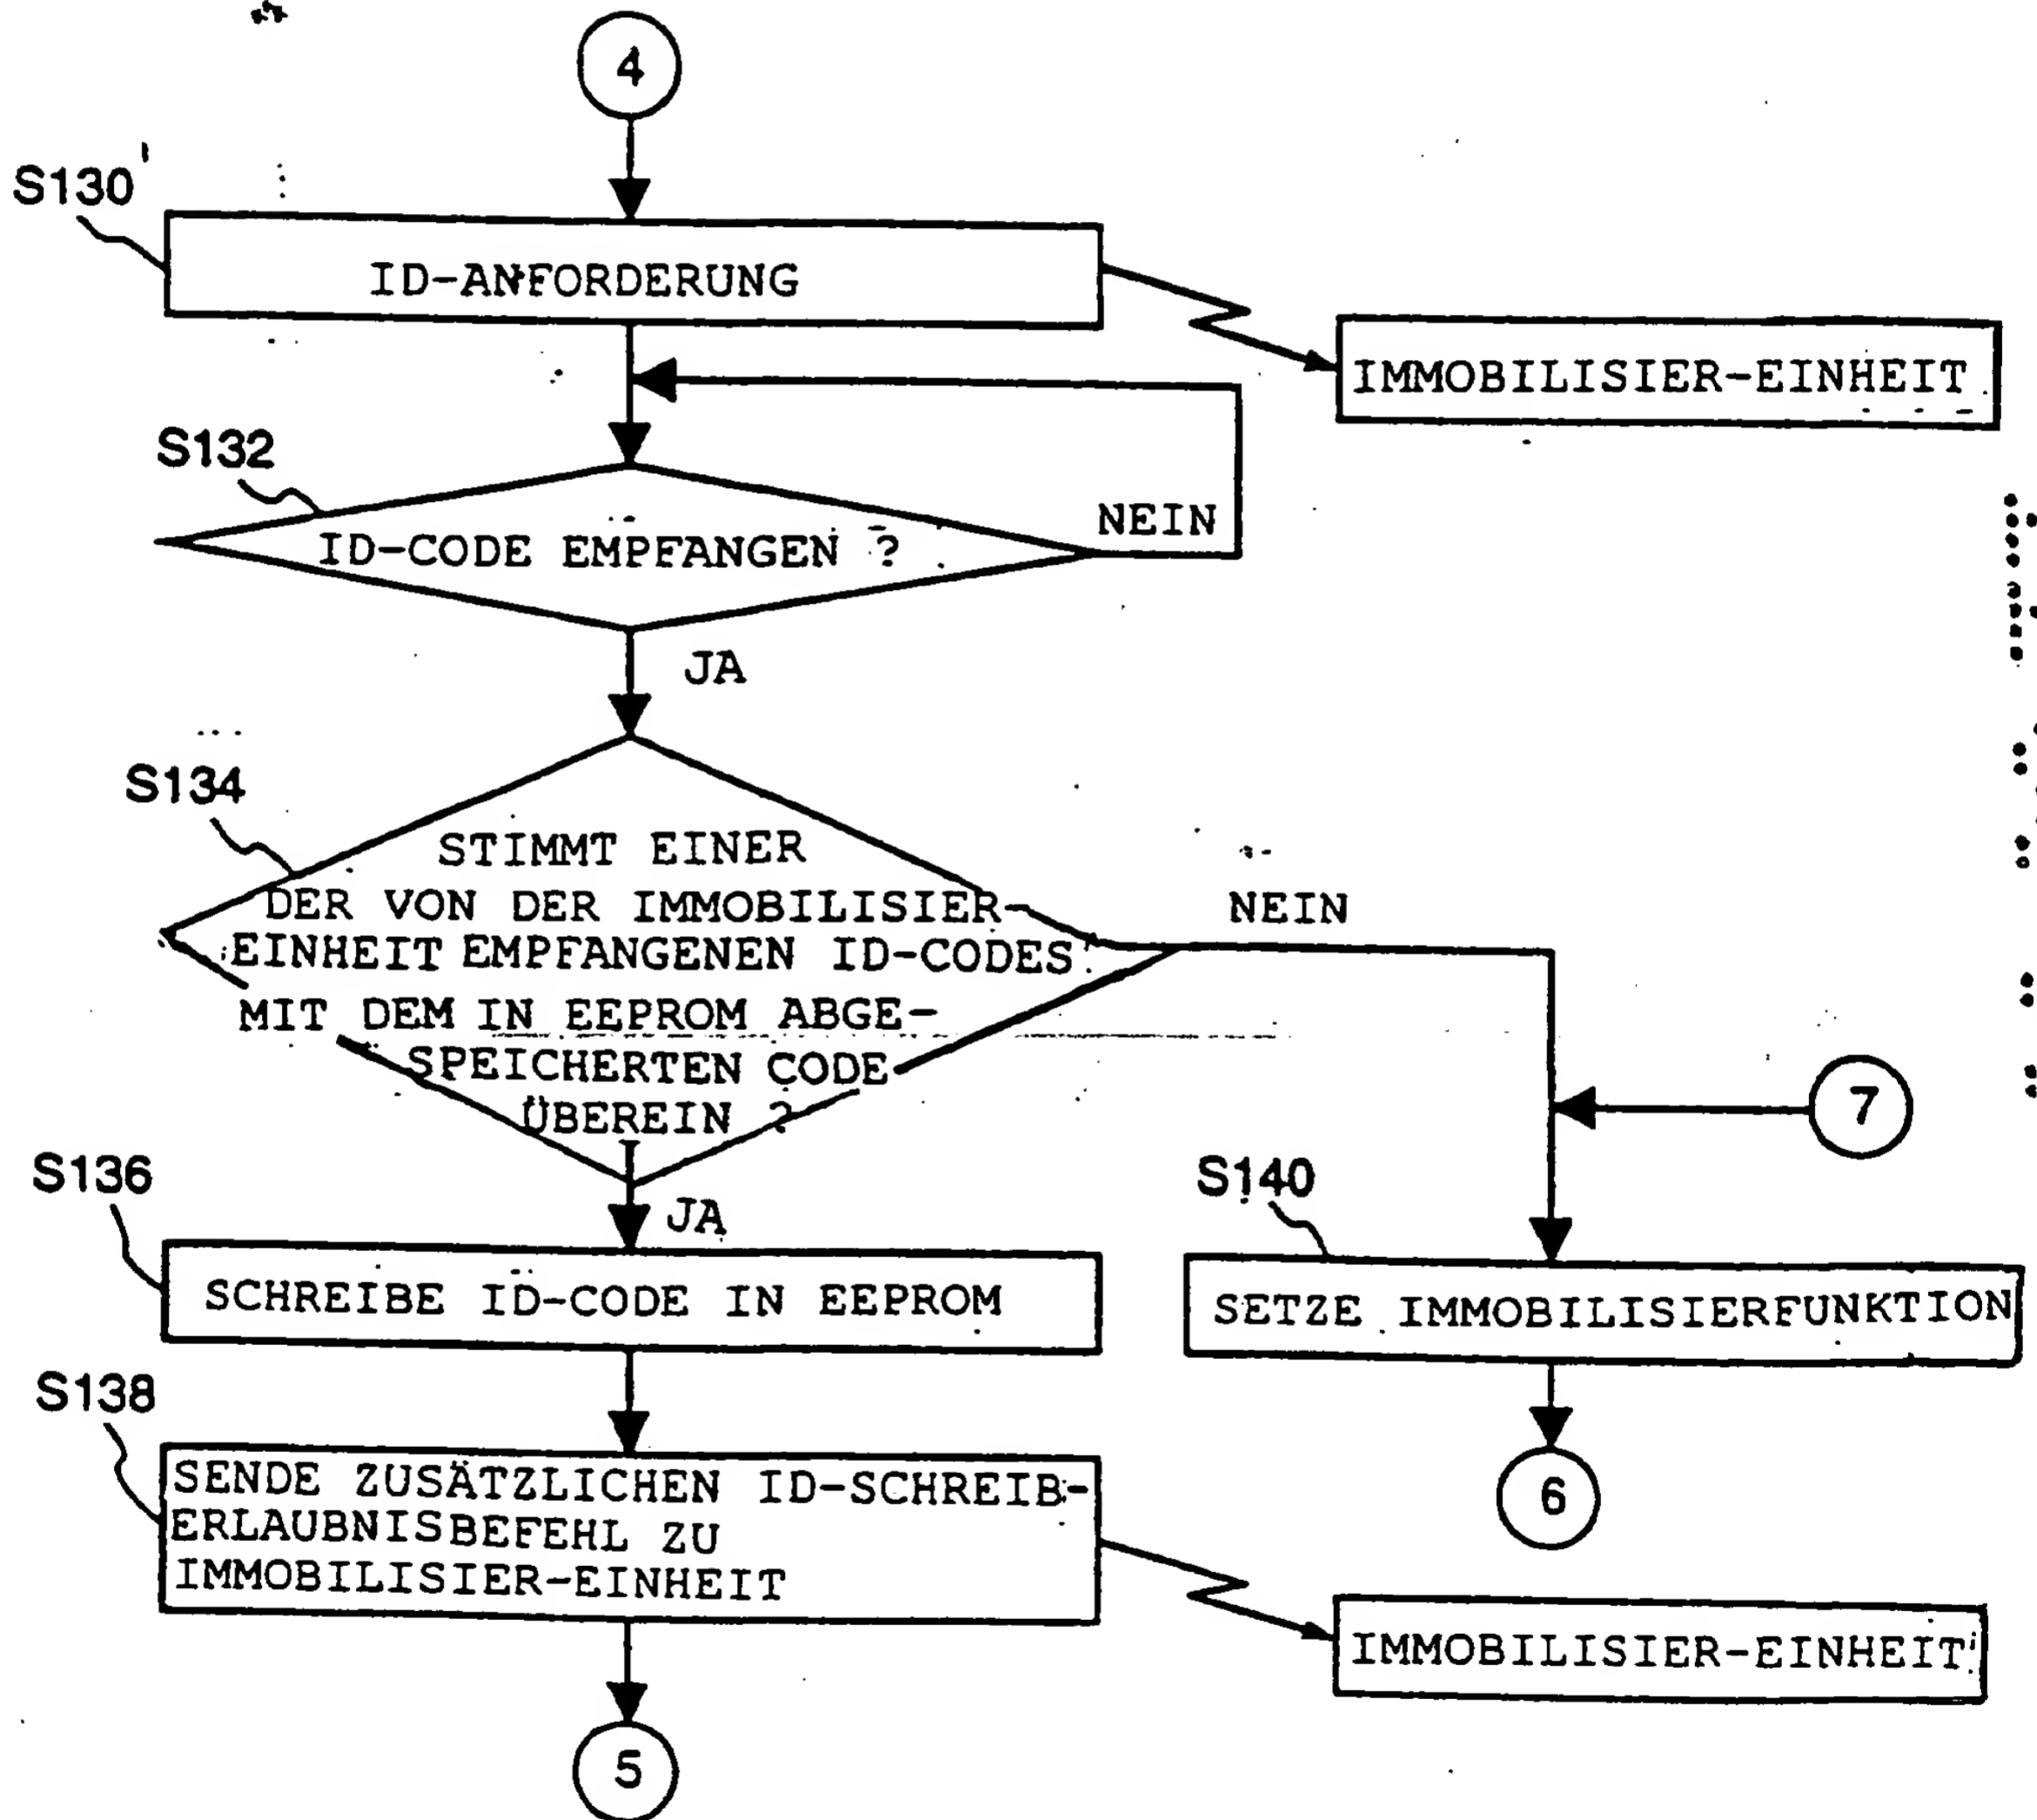 4
S130
ID-ANFORDERUNG
IMMOBILISIER-EINHEIT
S132
NEIN
ID-CODE EMPFANGEN ?
JA
S134
STIMMT EINER
DER VON DER IMMOBILISIER-
EINHEIT EMPFANGENEN ID-CODES
MIT DEM IN EEPROM ABGE-
SPEICHERTEN CODE
ÜBEREIN ?
NEIN
7
S136
JA
S140
SCHREIBE ID-CODE IN EEPROM
SETZE IMMOBILISIERFUNKTION
S138
SENDE ZUSÄTZLICHEN ID-SCHREIB-
ERLAUBNISBEFEHL ZU
IMMOBILISIER-EINHEIT
6
IMMOBILISIER-EINHEIT
5